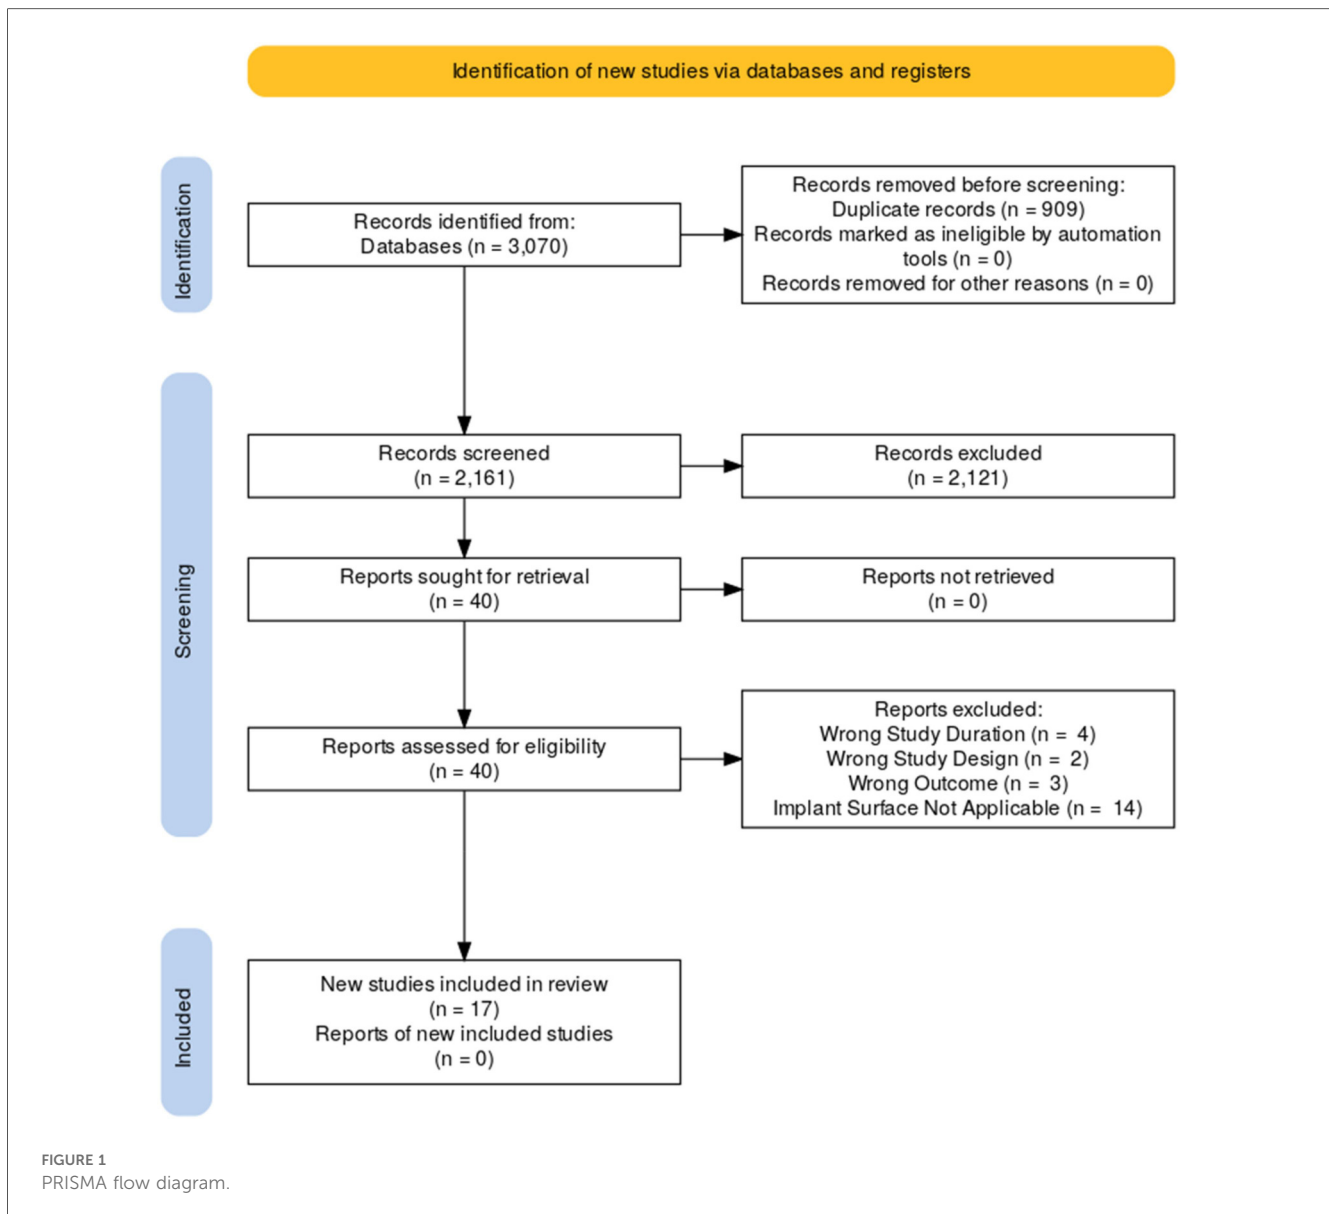 Identification of new studies via databases and registers
Identification
Records identified from:
Databases (n = 3,070)
Records removed before screening:
Duplicate records (n = 909)
Records marked as ineligible by automation
tools (n = 0)
Records removed for other reasons (n = 0)
Screening
Records screened
(n = 2,161)
Records excluded
(n = 2,121)
Reports sought for retrieval
(n = 40)
Reports not retrieved
(n = 0)
Reports assessed for eligibility
(n = 40)
Reports excluded:
Wrong Study Duration (n = 4)
Wrong Study Design (n = 2)
Wrong Outcome (n = 3)
Implant Surface Not Applicable (n = 14)
Included
New studies included in review
(n = 17)
Reports of new included studies
(n = 0)
FIGURE 1
PRISMA flow diagram.